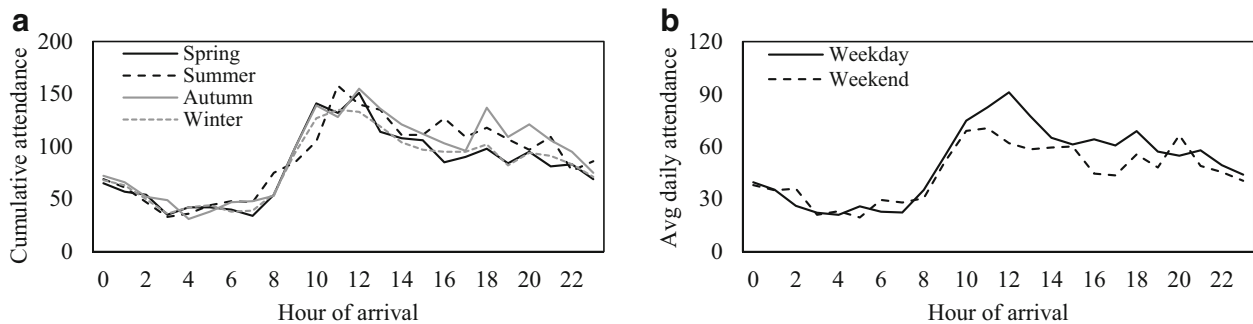 a
200
150
100
50
0
Cumulative attendance
Spring
Summer
Autumn
Winter
0 2 4 6 8 10 12 14 16 18 20 22
Hour of arrival
b
120
90
60
30
0
Avg daily attendance
Weekday
Weekend
0 2 4 6 8 10 12 14 16 18 20 22
Hour of arrival